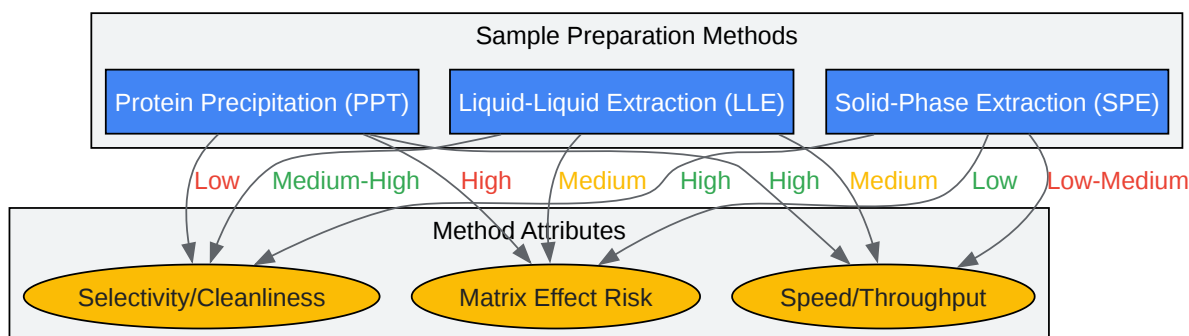 Sample Preparation Methods
Protein Precipitation (PPT)
Liquid-Liquid Extraction (LLE)
Solid-Phase Extraction (SPE)
Low
Medium-High
High
Medium
High
High
Medium
Low
Low-Medium
Method Attributes
Selectivity/Cleanliness
Matrix Effect Risk
Speed/Throughput